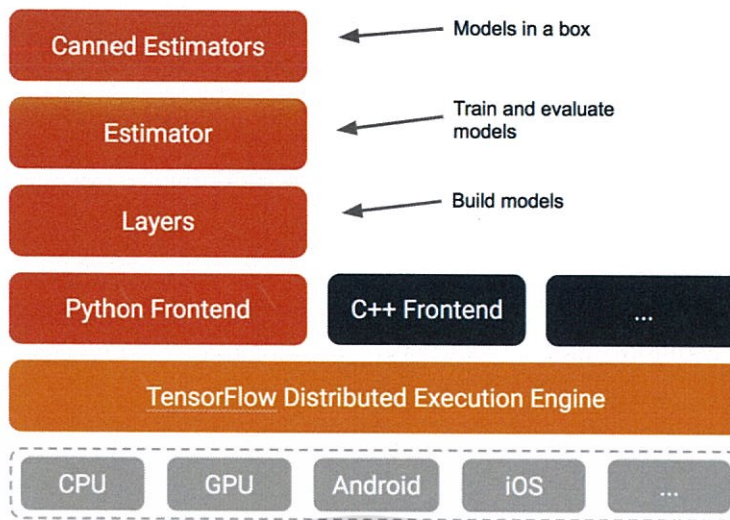 Canned Estimators
Models in a box
Estimator
Train and evaluate
models
Layers
Build models
Python Frontend
C++ Frontend
...
TensorFlow Distributed Execution Engine
CPU
GPU
Android
iOS
...